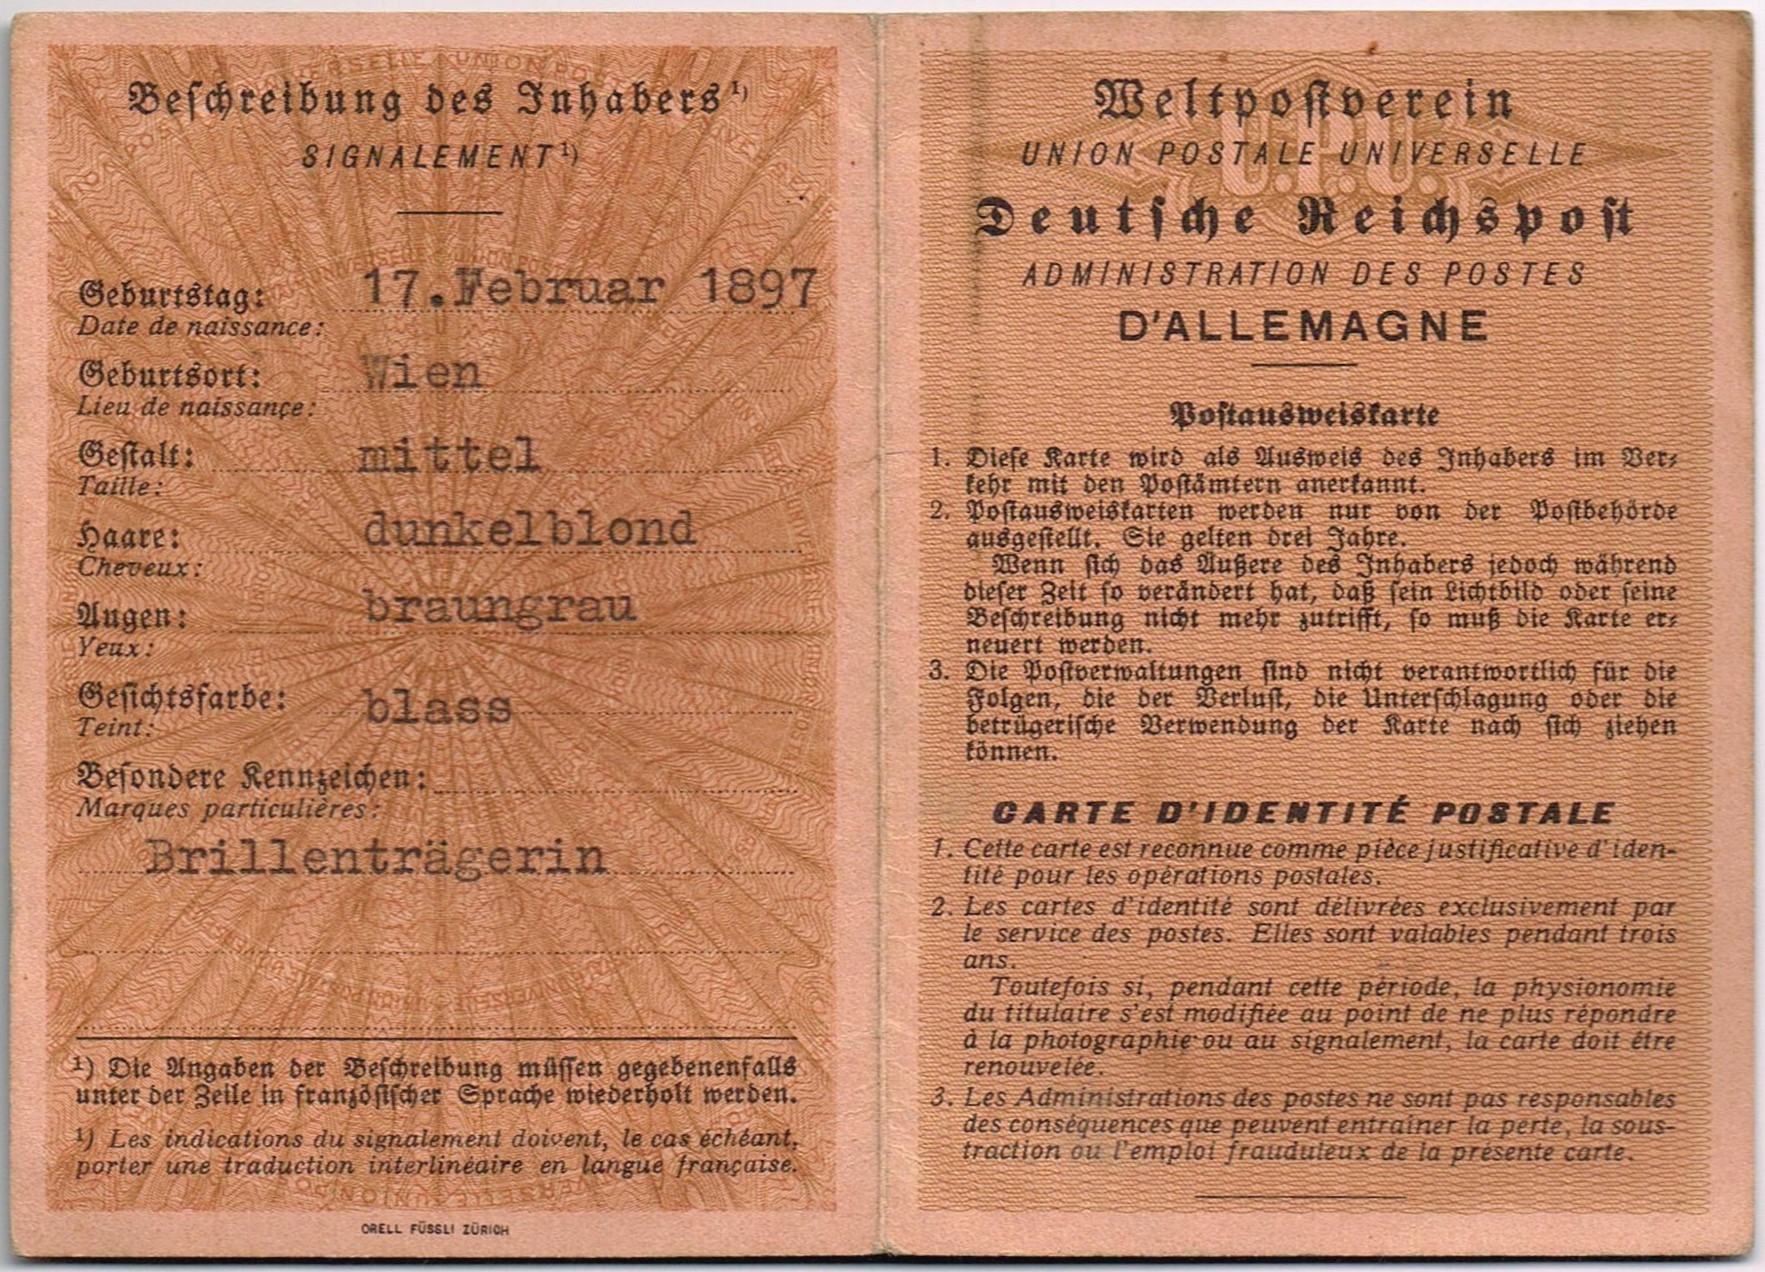 Beschreibung des Inhabers ¹)
SIGNALEMENT ¹)
Geburtstag: 17.Februar 1897
Date de naissance:
Geburtsort: Wien
Lieu de naissance:
Gestalt: mittel
Taille:
Haare: dunkelblond
Cheveux:
Augen: braungrau
Yeux:
Gesichtsfarbe: blass
Teint:
Besondere Kennzeichen:
Marques particulières:
Brillenträgerin
¹) Die Angaben der Beschreibung müssen gegebenenfalls
unter der Zeile in französischer Sprache wiederholt werden.
¹) Les indications du signalement doivent, le cas échéant,
porter une traduction interlinéaire en langue française.
ORELL FÜSSLI ZÜRICH
Weltpostverein
UNION POSTALE UNIVERSELLE
U.P.U.
Deutsche Reichspost
ADMINISTRATION DES POSTES
D'ALLEMAGNE
Postausweiskarte
1. Diese Karte wird als Ausweis des Inhabers im Ver-
kehr mit den Postämtern anerkannt.
2. Postausweiskarten werden nur von der Postbehörde
ausgestellt. Sie gelten drei Jahre.
Wenn sich das Äußere des Inhabers jedoch während
dieser Zeit so verändert hat, daß sein Lichtbild oder seine
Beschreibung nicht mehr zutrifft, so muß die Karte er-
neuert werden.
3. Die Postverwaltungen sind nicht verantwortlich für die
Folgen, die der Verlust, die Unterschlagung oder die
betrügerische Verwendung der Karte nach sich ziehen
können.
CARTE D'IDENTITÉ POSTALE
1. Cette carte est reconnue comme pièce justificative d'iden-
tité pour les opérations postales.
2. Les cartes d'identité sont délivrées exclusivement par
le service des postes. Elles sont valables pendant trois
ans.
Toutefois si, pendant cette période, la physionomie
du titulaire s'est modifiée au point de ne plus répondre
à la photographie ou au signalement, la carte doit être
renouvelée.
3. Les Administrations des postes ne sont pas responsables
des conséquences que peuvent entraîner la perte, la sous-
traction ou l'emploi frauduleux de la présente carte.